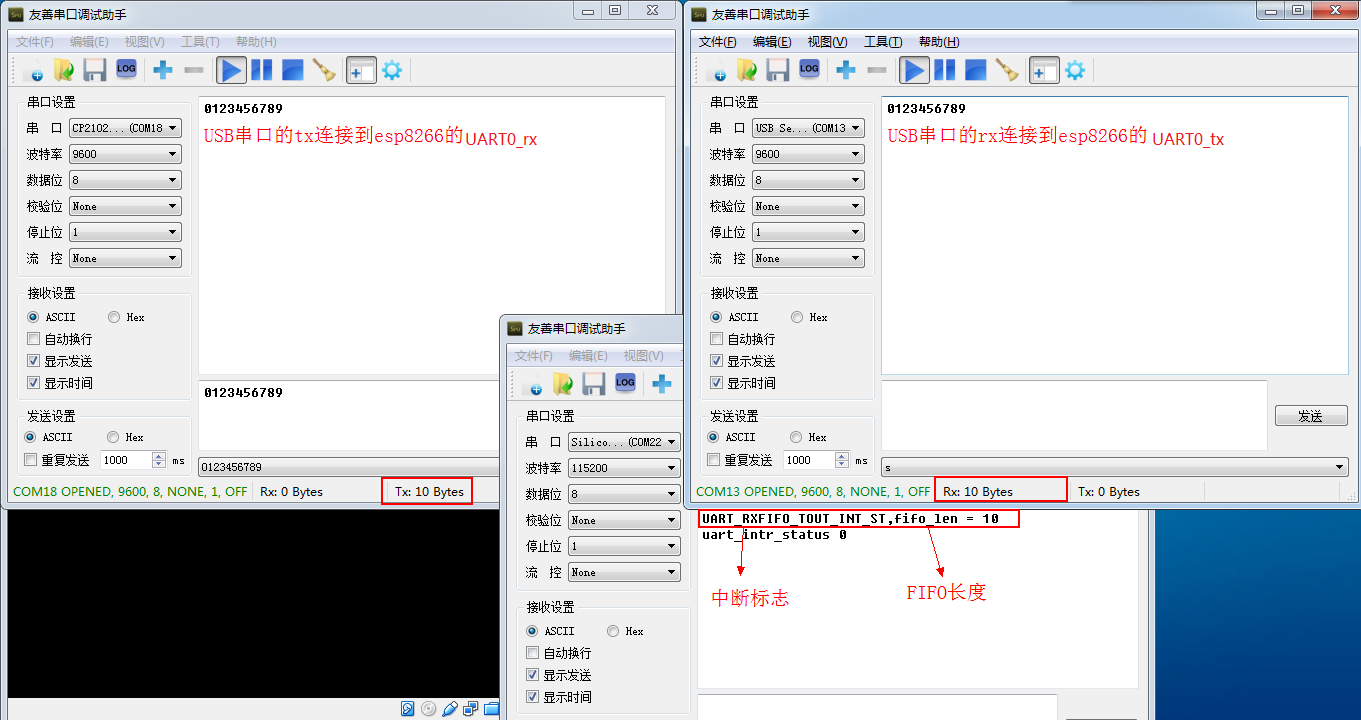 友善串口调试助手
文件(F) 编辑(E) 视图(V) 工具(T) 帮助(H)
LOG
串口设置
串 口 CP2102... (COM18
波特率 9600
数据位 8
校验位 None
停止位 1
流 控 None
接收设置
ASCII Hex
自动换行
显示发送
显示时间
发送设置
ASCII Hex
重复发送 1000 ms
0123456789
USB串口的tx连接到esp8266的UART0_rx
0123456789
0123456789
COM18 OPENED, 9600, 8, NONE, 1, OFF Rx: 0 Bytes Tx: 10 Bytes
友善串口调试助手
文件(F) 编辑(E) 视图(V) 工具(T) 帮助(H)
LOG
串口设置
串 口 USB Se... (COM13
波特率 9600
数据位 8
校验位 None
停止位 1
流 控 None
接收设置
ASCII Hex
自动换行
显示发送
显示时间
发送设置
ASCII Hex
重复发送 1000 ms
0123456789
USB串口的rx连接到esp8266的 UART0_tx
发送
s
COM13 OPENED, 9600, 8, NONE, 1, OFF Rx: 10 Bytes Tx: 0 Bytes
友善串口调试助手
文件(F) 编辑(E) 视图(V)
LOG
串口设置
串 口 Silico... (COM22
波特率 115200
数据位 8
校验位 None
停止位 1
流 控 None
接收设置
ASCII Hex
自动换行
显示发送
显示时间
UART_RXFIFO_TOUT_INT_ST,fifo_len = 10
uart_intr_status 0
中断标志
FIFO长度